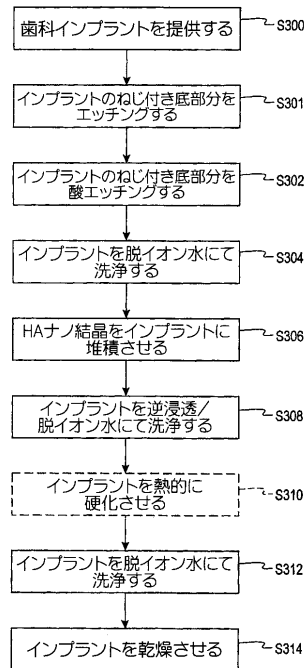 歯科インプラントを提供する
S300
インプラントのねじ付き底部分を
エッチングする
S301
インプラントのねじ付き底部分を
酸エッチングする
S302
インプラントを脱イオン水にて
洗浄する
S304
HAナノ結晶をインプラントに
堆積させる
S306
インプラントを逆浸透/
脱イオン水にて洗浄する
S308
インプラントを熱的に
硬化させる
S310
インプラントを脱イオン水にて
洗浄する
S312
インプラントを乾燥させる
S314